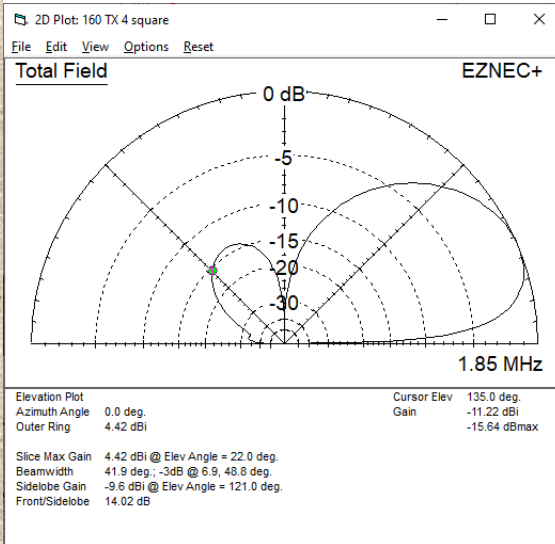 2D Plot: 160 TX 4 square
File Edit View Options Reset
Total Field
EZNEC+
0 dB
-5
-10
-15
-20
-30
1.85 MHz
Elevation Plot
Azimuth Angle 0.0 deg.
Outer Ring 4.42 dBi
Cursor Elev 135.0 deg.
Gain -11.22 dBi
-15.64 dBmax
Slice Max Gain 4.42 dBi @ Elev Angle = 22.0 deg.
Beamwidth 41.9 deg.; -3dB @ 6.9, 48.8 deg.
Sidelobe Gain -9.6 dBi @ Elev Angle = 121.0 deg.
Front/Sidelobe 14.02 dB